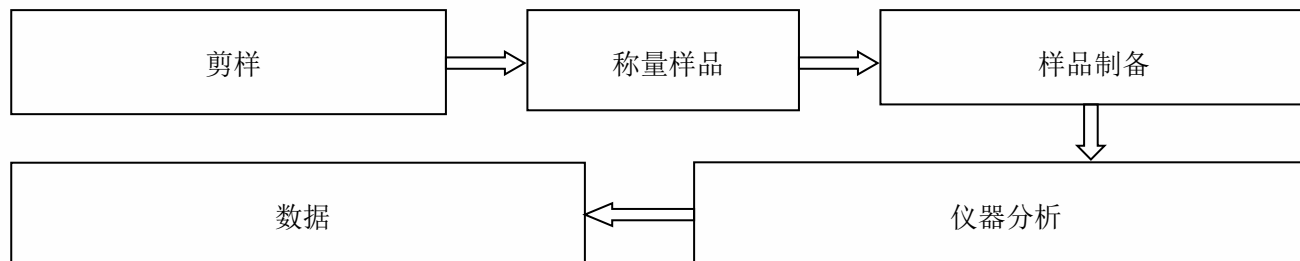 剪样
称量样品
样品制备
仪器分析
数据